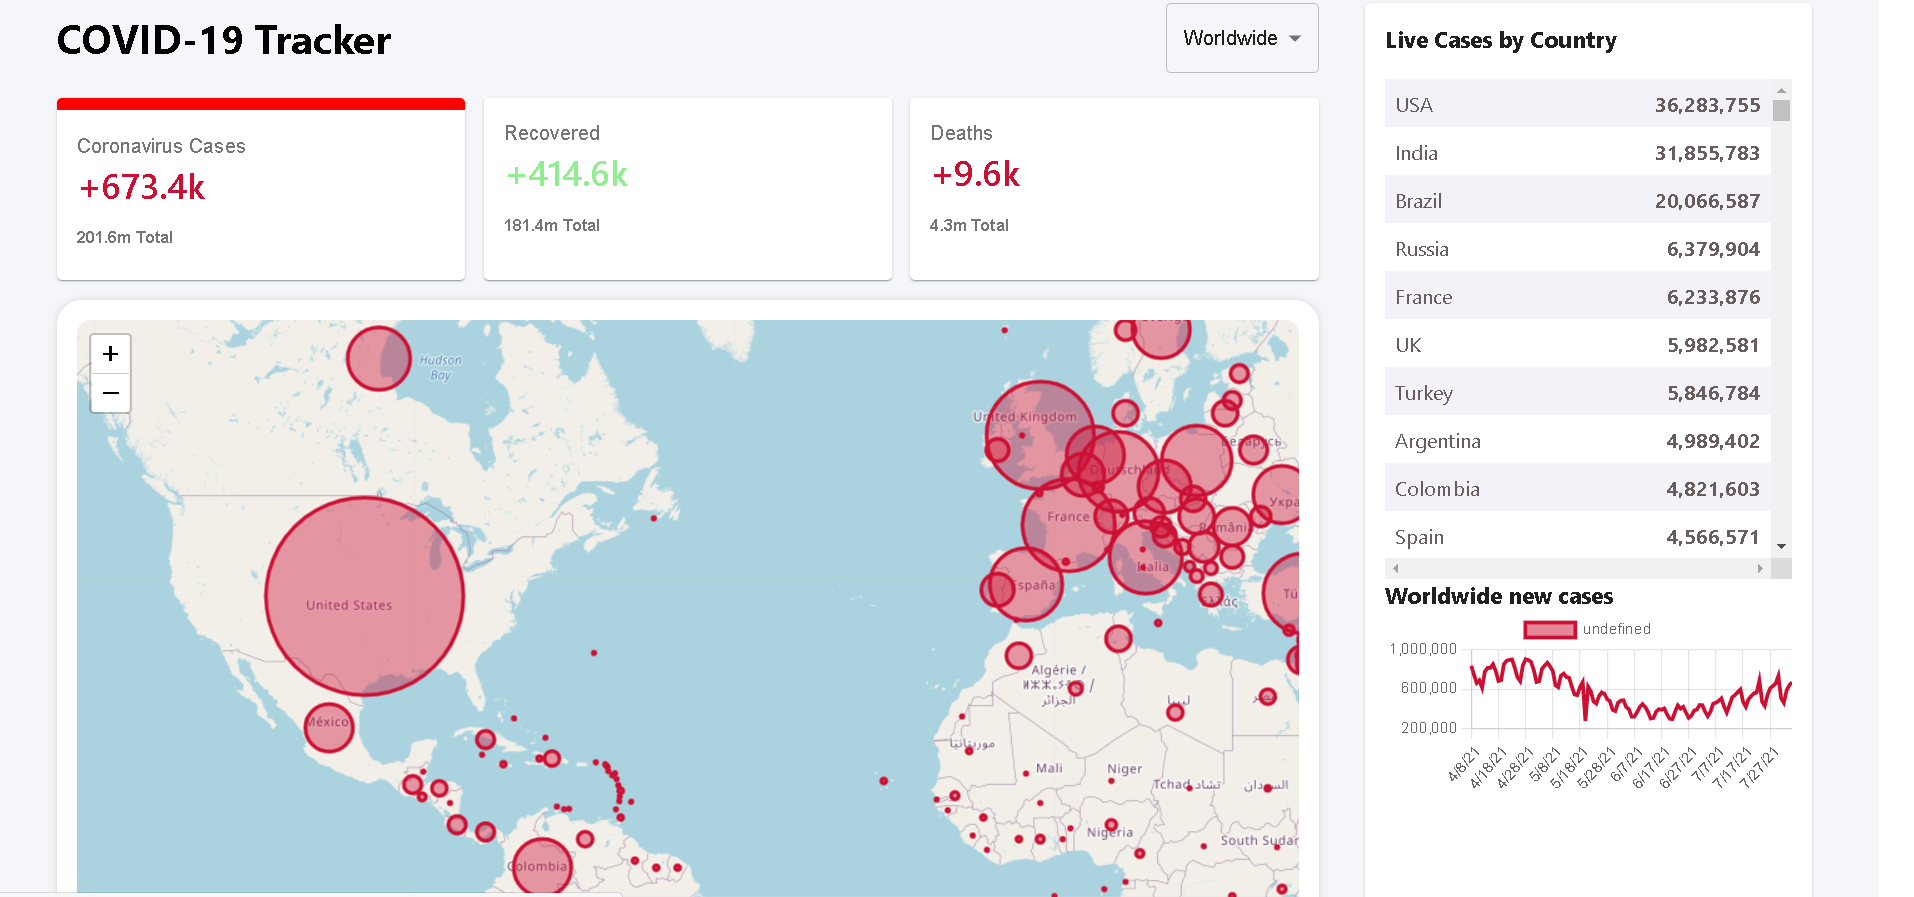 COVID-19 Tracker
Worldwide
Coronavirus Cases
+673.4k
201.6m Total
Recovered
+414.6k
181.4m Total
Deaths
+9.6k
4.3m Total
+
−
Hudson
Bay
United Kingdom
Беларусь
Deutschland
Укра
France
România
Italia
España
Ελλάς
Tü
United States
México
Algérie /
ⵍⵣⵣⴰⵢⴻⵔ /
الجزائر
ليبيا
مصر
موريتانيا
Mali
Niger
Tchad تشاد
السودان
Nigeria
South Sudan
Colombia
Live Cases by Country
USA 36,283,755
India 31,855,783
Brazil 20,066,587
Russia 6,379,904
France 6,233,876
UK 5,982,581
Turkey 5,846,784
Argentina 4,989,402
Colombia 4,821,603
Spain 4,566,571
Worldwide new cases
undefined
1,000,000
600,000
200,000
4/8/21
4/18/21
4/28/21
5/8/21
5/18/21
5/28/21
6/7/21
6/17/21
6/27/21
7/7/21
7/17/21
7/27/21